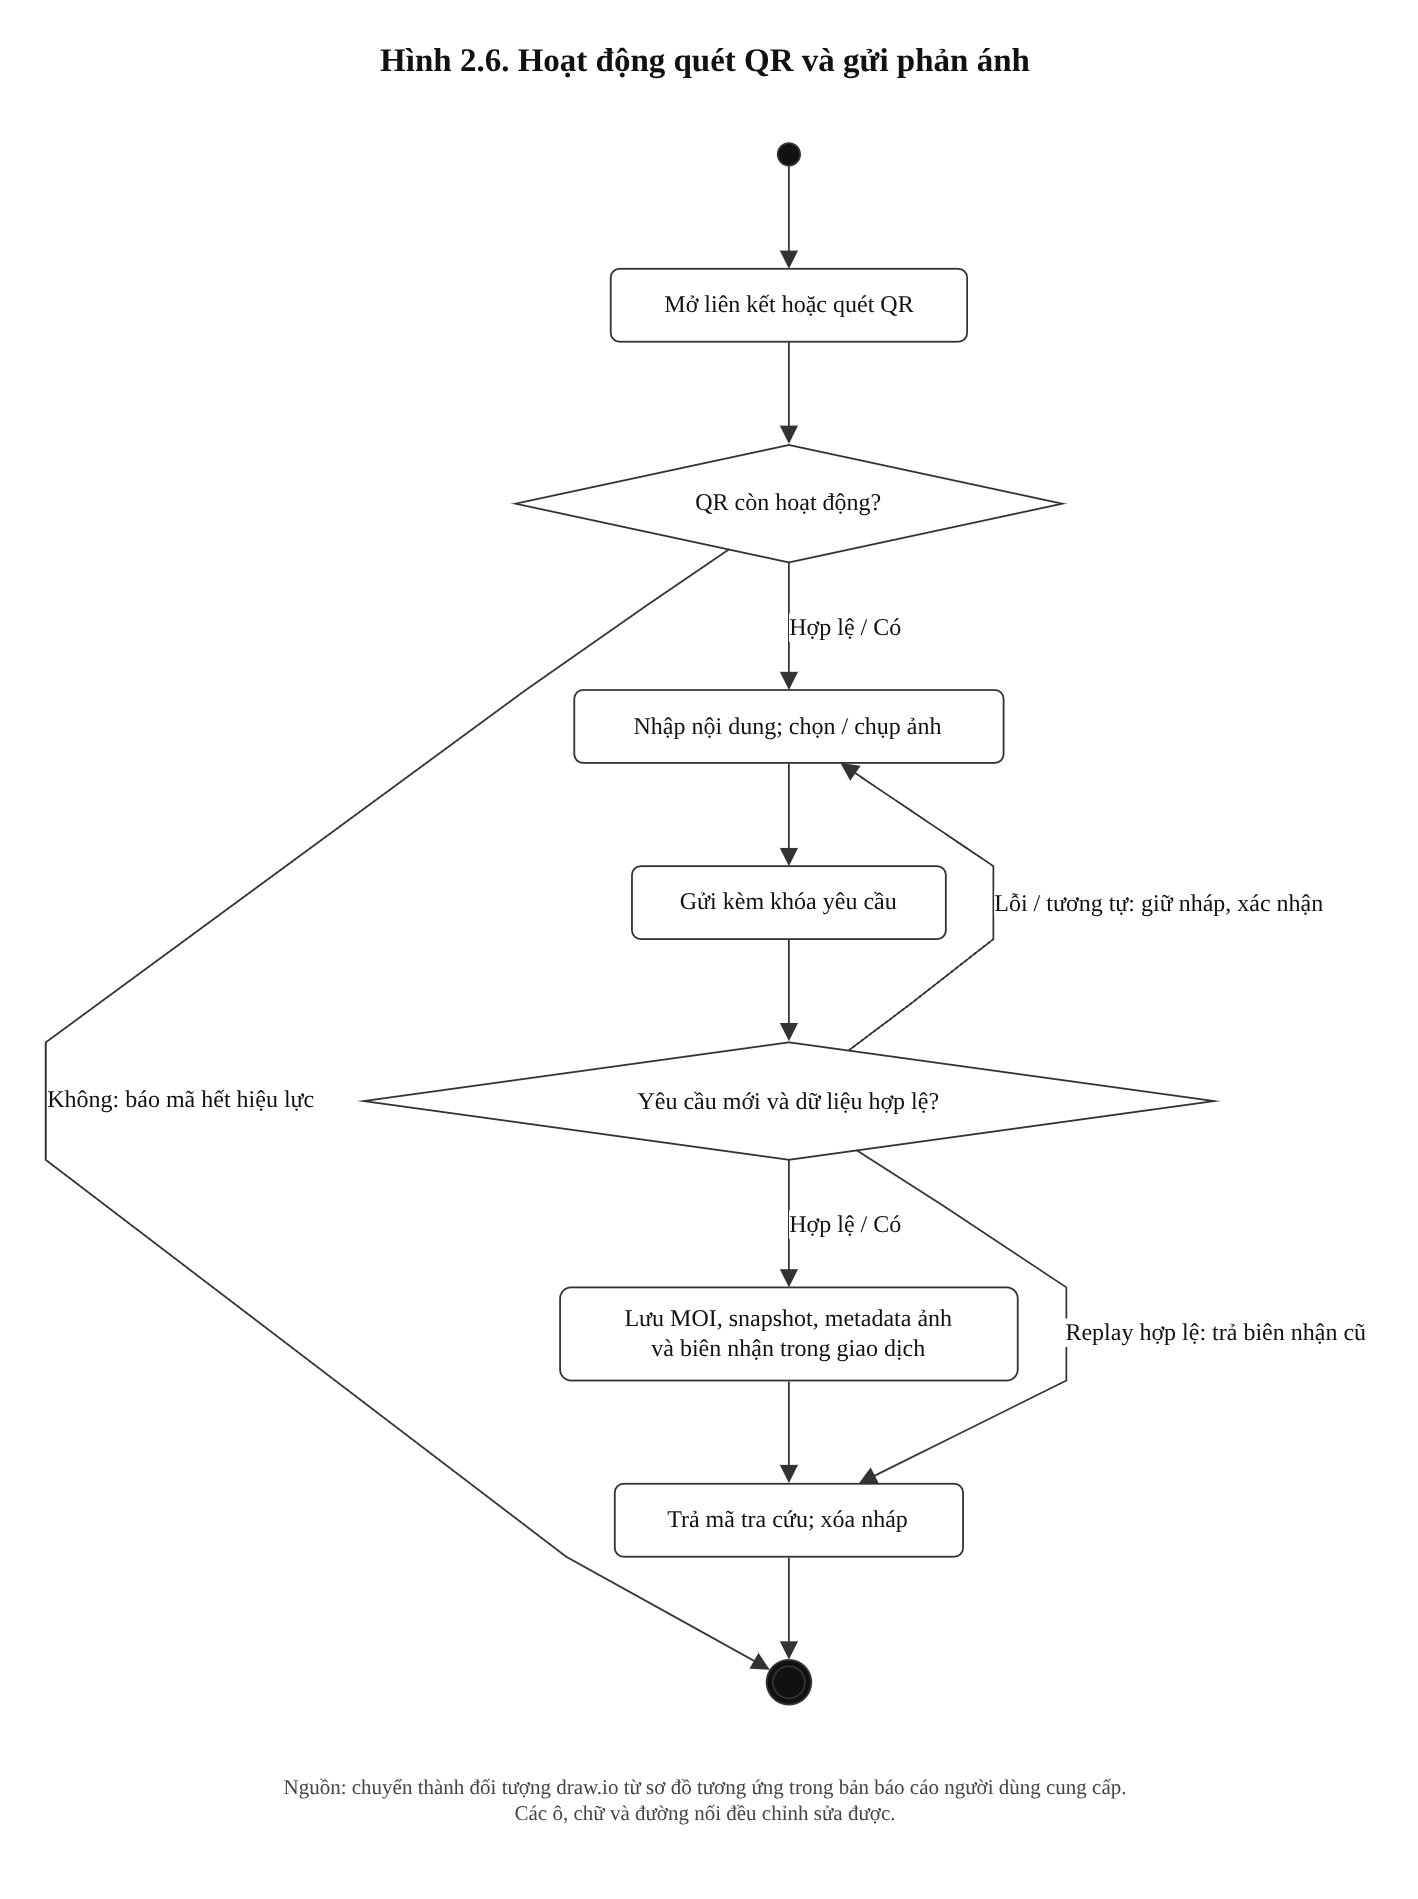 Hình 2.6. Hoạt động quét QR và gửi phản ánh
Mở liên kết hoặc quét QR
QR còn hoạt động?
Hợp lệ / Có
Nhập nội dung; chọn / chụp ảnh
Gửi kèm khóa yêu cầu
Lỗi / tương tự: giữ nháp, xác nhận
Không: báo mã hết hiệu lực
Yêu cầu mới và dữ liệu hợp lệ?
Hợp lệ / Có
Lưu MOI, snapshot, metadata ảnh
và biên nhận trong giao dịch
Replay hợp lệ: trả biên nhận cũ
Trả mã tra cứu; xóa nháp
Nguồn: chuyển thành đối tượng draw.io từ sơ đồ tương ứng trong bản báo cáo người dùng cung cấp.
Các ô, chữ và đường nối đều chỉnh sửa được.